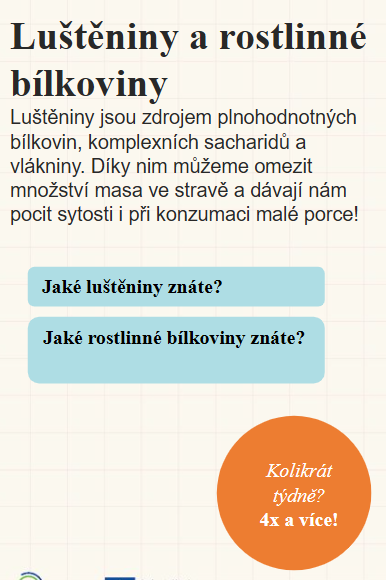 Luštěniny a rostlinné
bílkoviny
Luštěniny jsou zdrojem plnohodnotných
bílkovin, komplexních sacharidů a
vlákniny. Díky nim můžeme omezit
množství masa ve stravě a dávají nám
pocit sytosti i při konzumaci malé porce!
Jaké luštěniny znáte?
Jaké rostlinné bílkoviny znáte?
Kolikrát
týdně?
4x a více!